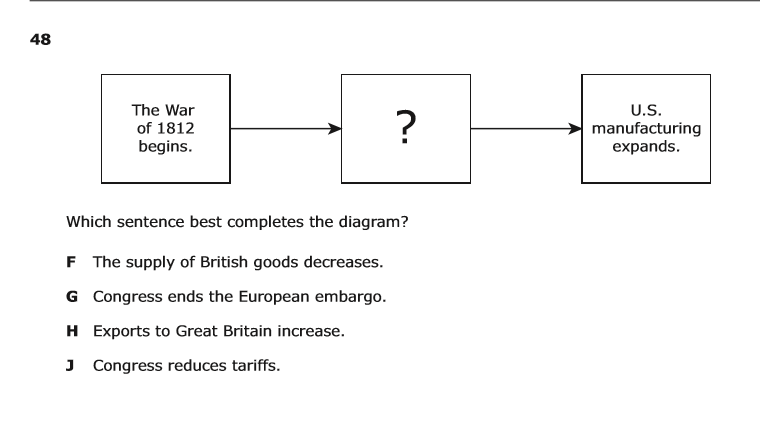 48
The War
of 1812
begins.
?
U.S.
manufacturing
expands.
Which sentence best completes the diagram?
F The supply of British goods decreases.
G Congress ends the European embargo.
H Exports to Great Britain increase.
J Congress reduces tariffs.